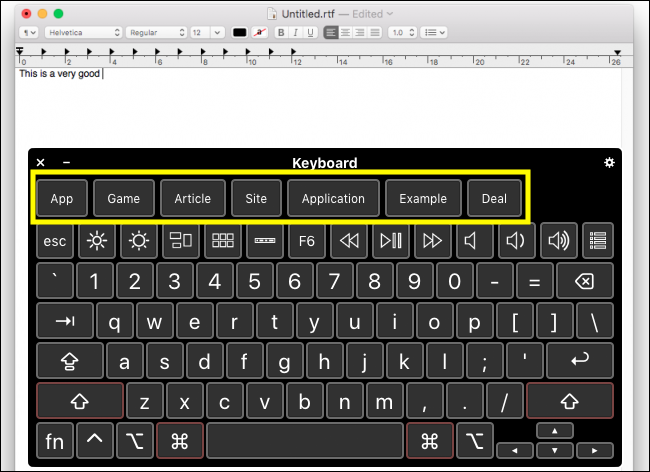 Untitled.rtf — Edited
¶ Helvetica Regular 12 a B I U 1.0
0 2 4 6 8 10 12 14 16 18 20 22 24 26
This is a very good
Keyboard
App Game Article Site Application Example Deal
esc F6
` 1 2 3 4 5 6 7 8 9 0 - =
q w e r t y u i o p [ ] \
a s d f g h j k l ; '
z x c v b n m , . /
fn ^ ⌥ ⌘ ⌘ ⌥